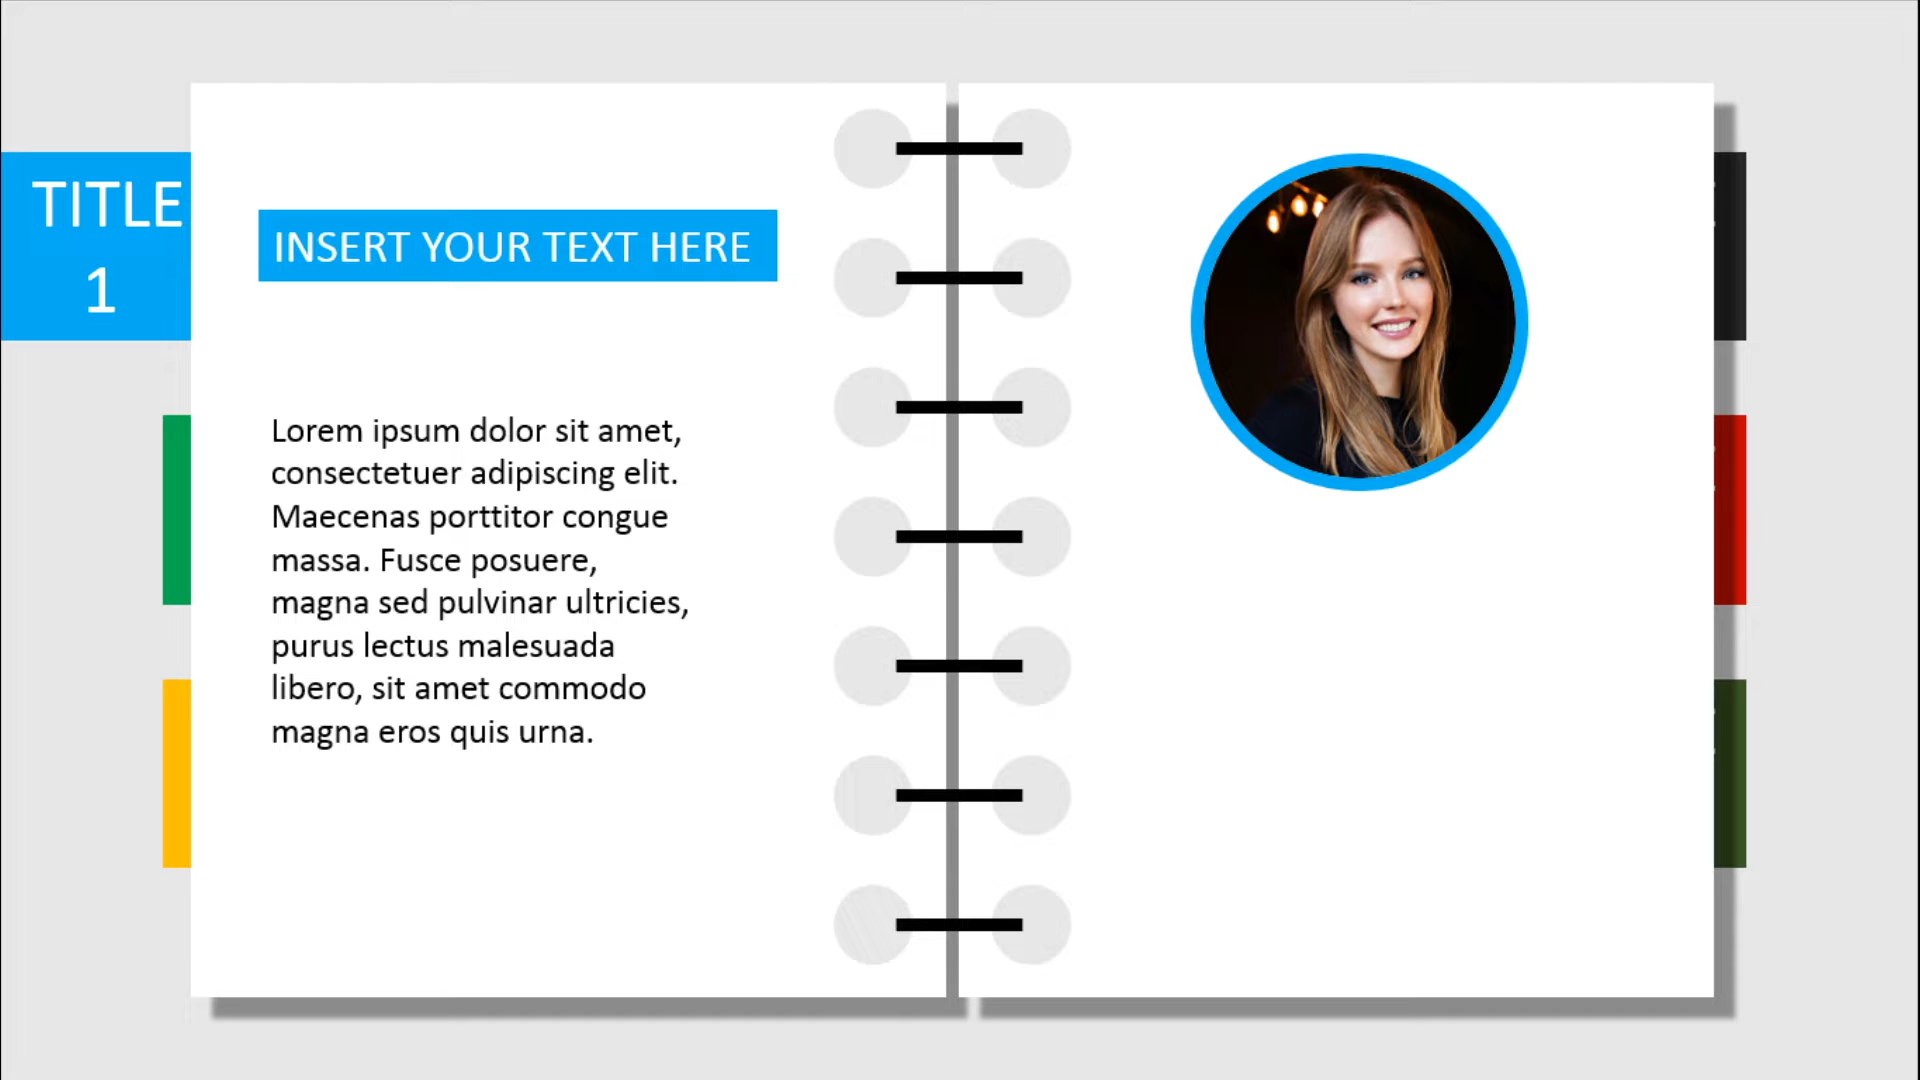 TITLE
1
INSERT YOUR TEXT HERE
Lorem ipsum dolor sit amet,
consectetuer adipiscing elit.
Maecenas porttitor congue
massa. Fusce posuere,
magna sed pulvinar ultricies,
purus lectus malesuada
libero, sit amet commodo
magna eros quis urna.